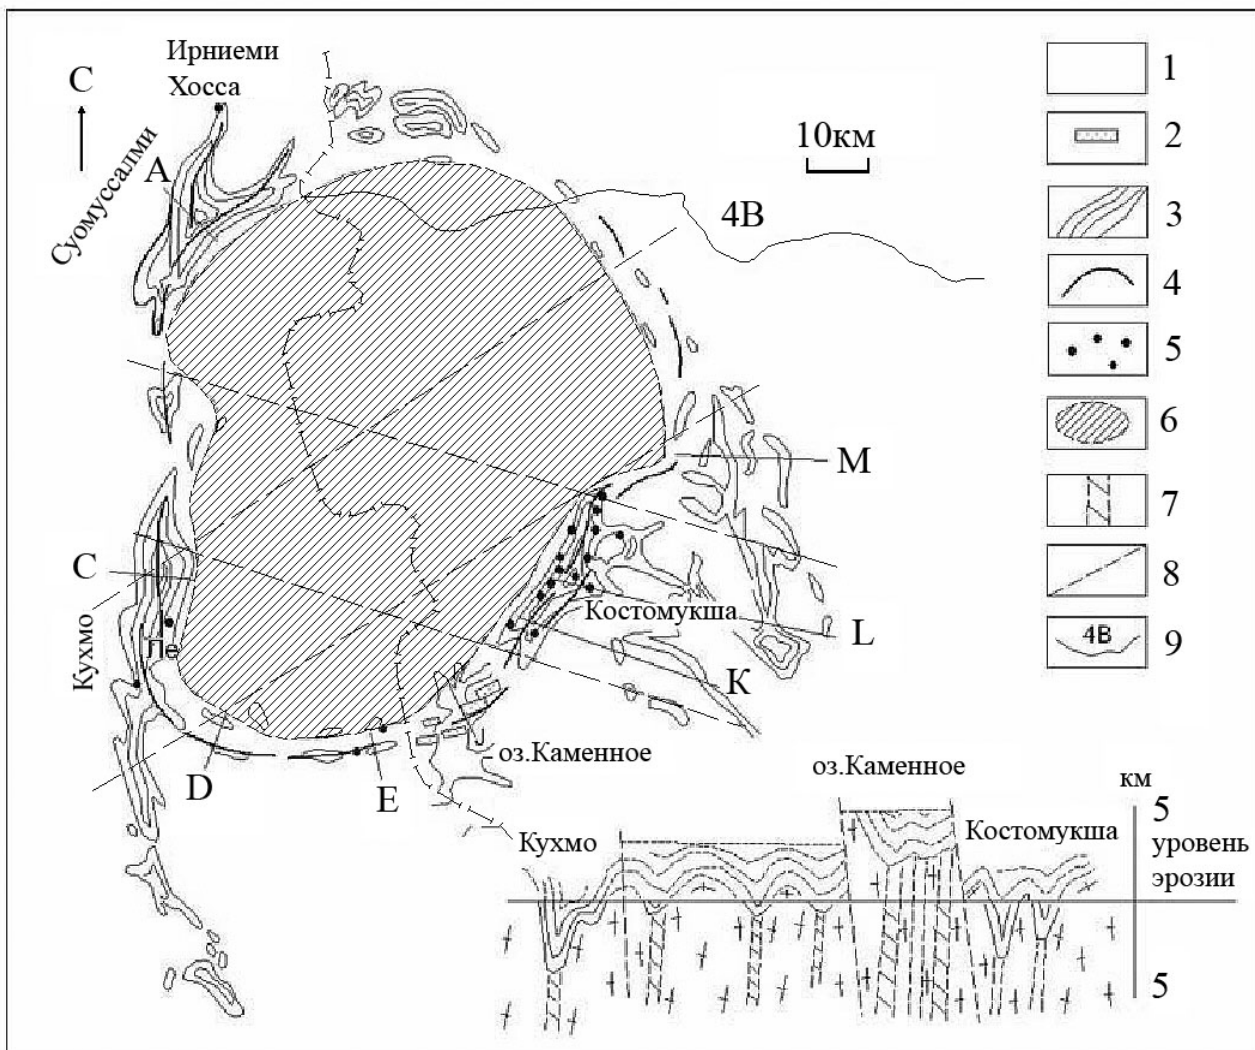 Ирниеми
Хосса
С
Суомуссалми
А
10км
4В
М
С
Кухмо
Ле
Костомукша
L
К
D
E
оз.Каменное
оз.Каменное
км
5
Кухмо
Костомукша
уровень
эрозии
5
1
2
3
4
5
6
7
8
4В
9